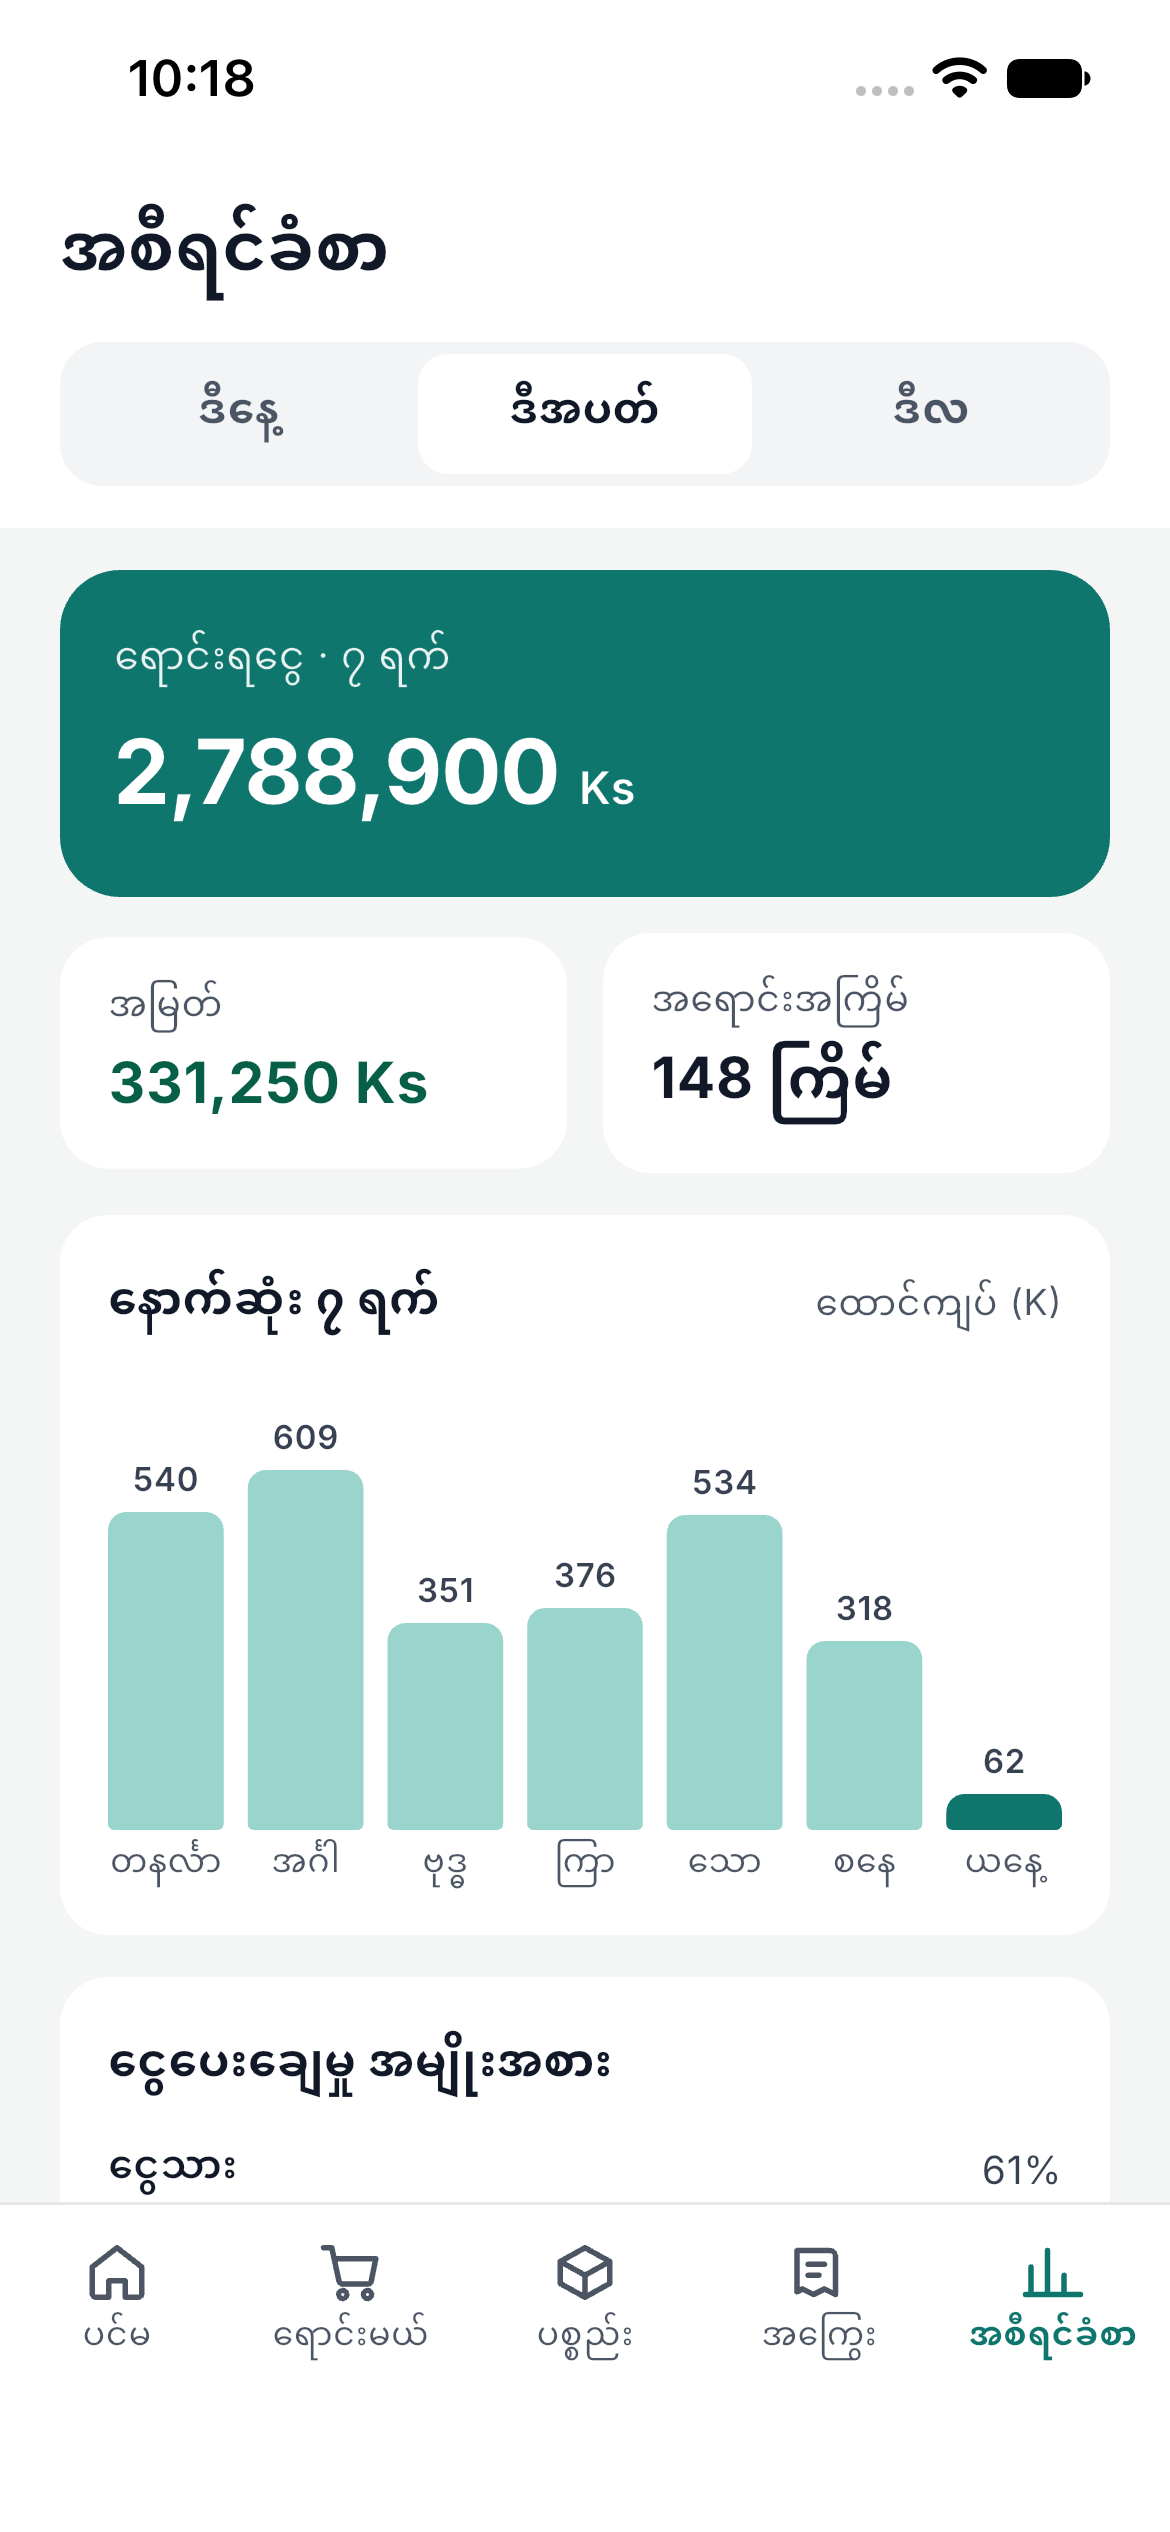 10:18
အစီရင်ခံစာ
ဒီနေ့ ဒီအပတ် ဒီလ
ရောင်းရငွေ · ၇ ရက်
2,788,900 Ks
အမြတ် အရောင်းအကြိမ်
331,250 Ks 148 ကြိမ်
နောက်ဆုံး ၇ ရက် ထောင်ကျပ် (K)
540 609 351 376 534 318 62
တနင်္လာ အင်္ဂါ ဗုဒ္ဓ ကြာ သော စနေ ယနေ့
ငွေပေးချေမှု အမျိုးအစား
ငွေသား 61%
ပင်မ ရောင်းမယ် ပစ္စည်း အကြွေး အစီရင်ခံစာ